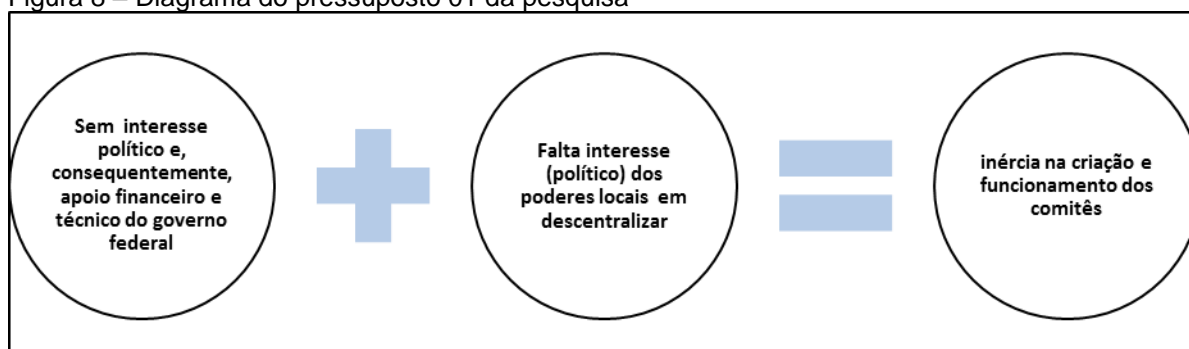 Figura 8 – Diagrama do pressuposto 01 da pesquisa
Sem interesse
político e,
consequentemente,
apoio financeiro e
técnico do governo
federal
Falta interesse
(político) dos
poderes locais em
descentralizar
inércia na criação e
funcionamento dos
comitês